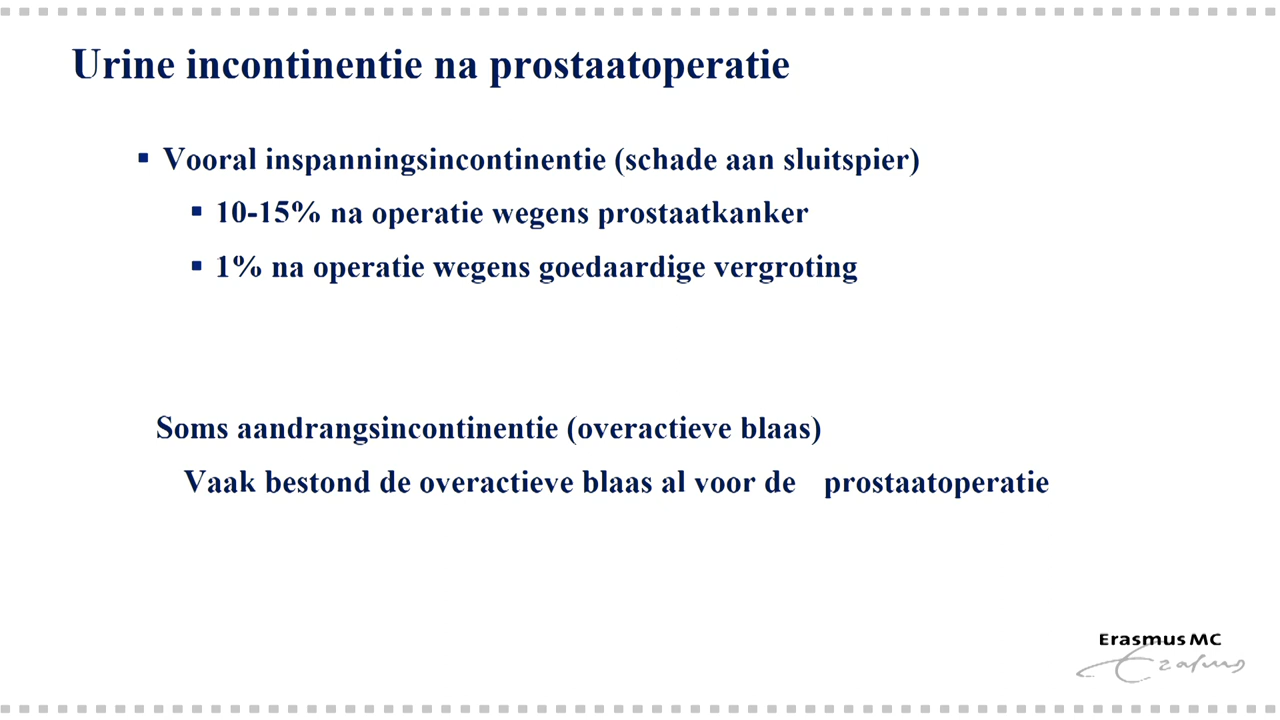 Urine incontinentie na prostaatoperatie
Vooral inspanningsincontinentie (schade aan sluitspier)
10-15% na operatie wegens prostaatkanker
1% na operatie wegens goedaardige vergroting
Soms aandrangsincontinentie (overactieve blaas)
Vaak bestond de overactieve blaas al voor de prostaatoperatie
Erasmus MC
Erasmus